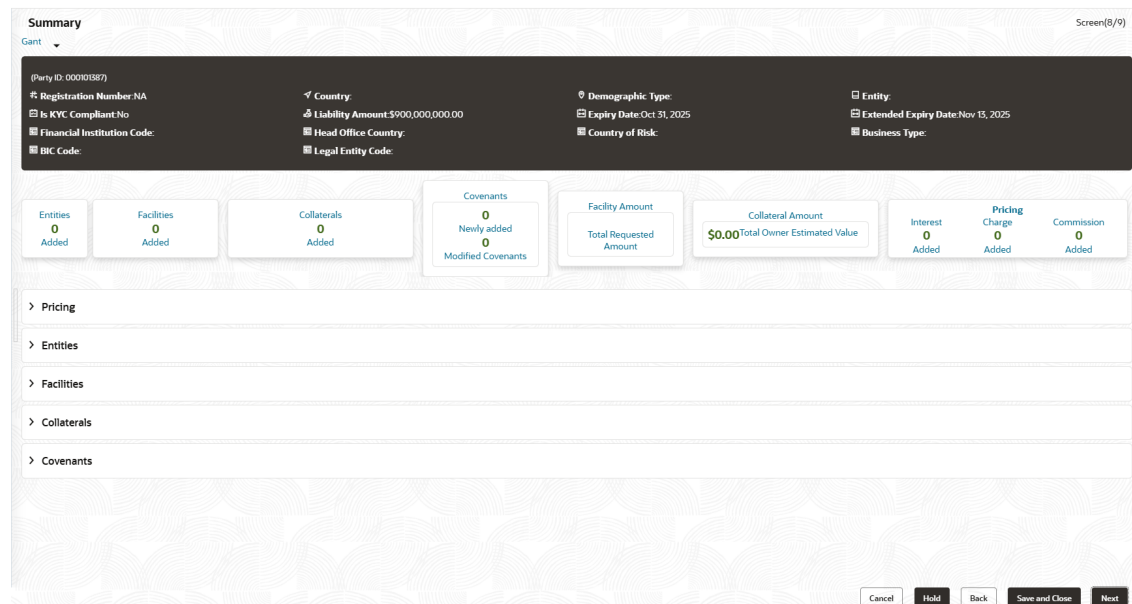 Summary
Screen(8/9)
Gant
(Party ID: 000101387)
Registration Number:NA
Country:
Demographic Type:
Entity:
Is KYC Compliant:No
Liability Amount:$900,000,000.00
Expiry Date:Oct 31, 2025
Extended Expiry Date:Nov 13, 2025
Financial Institution Code:
Head Office Country:
Country of Risk:
Business Type:
BIC Code:
Legal Entity Code:
Entities
0
Added
Facilities
0
Added
Collaterals
0
Added
Covenants
0
Newly added
0
Modified Covenants
Facility Amount
Total Requested
Amount
Collateral Amount
$0.00 Total Owner Estimated Value
Pricing
Interest
0
Added
Charge
0
Added
Commission
0
Added
Pricing
Entities
Facilities
Collaterals
Covenants
Cancel
Hold
Back
Save and Close
Next